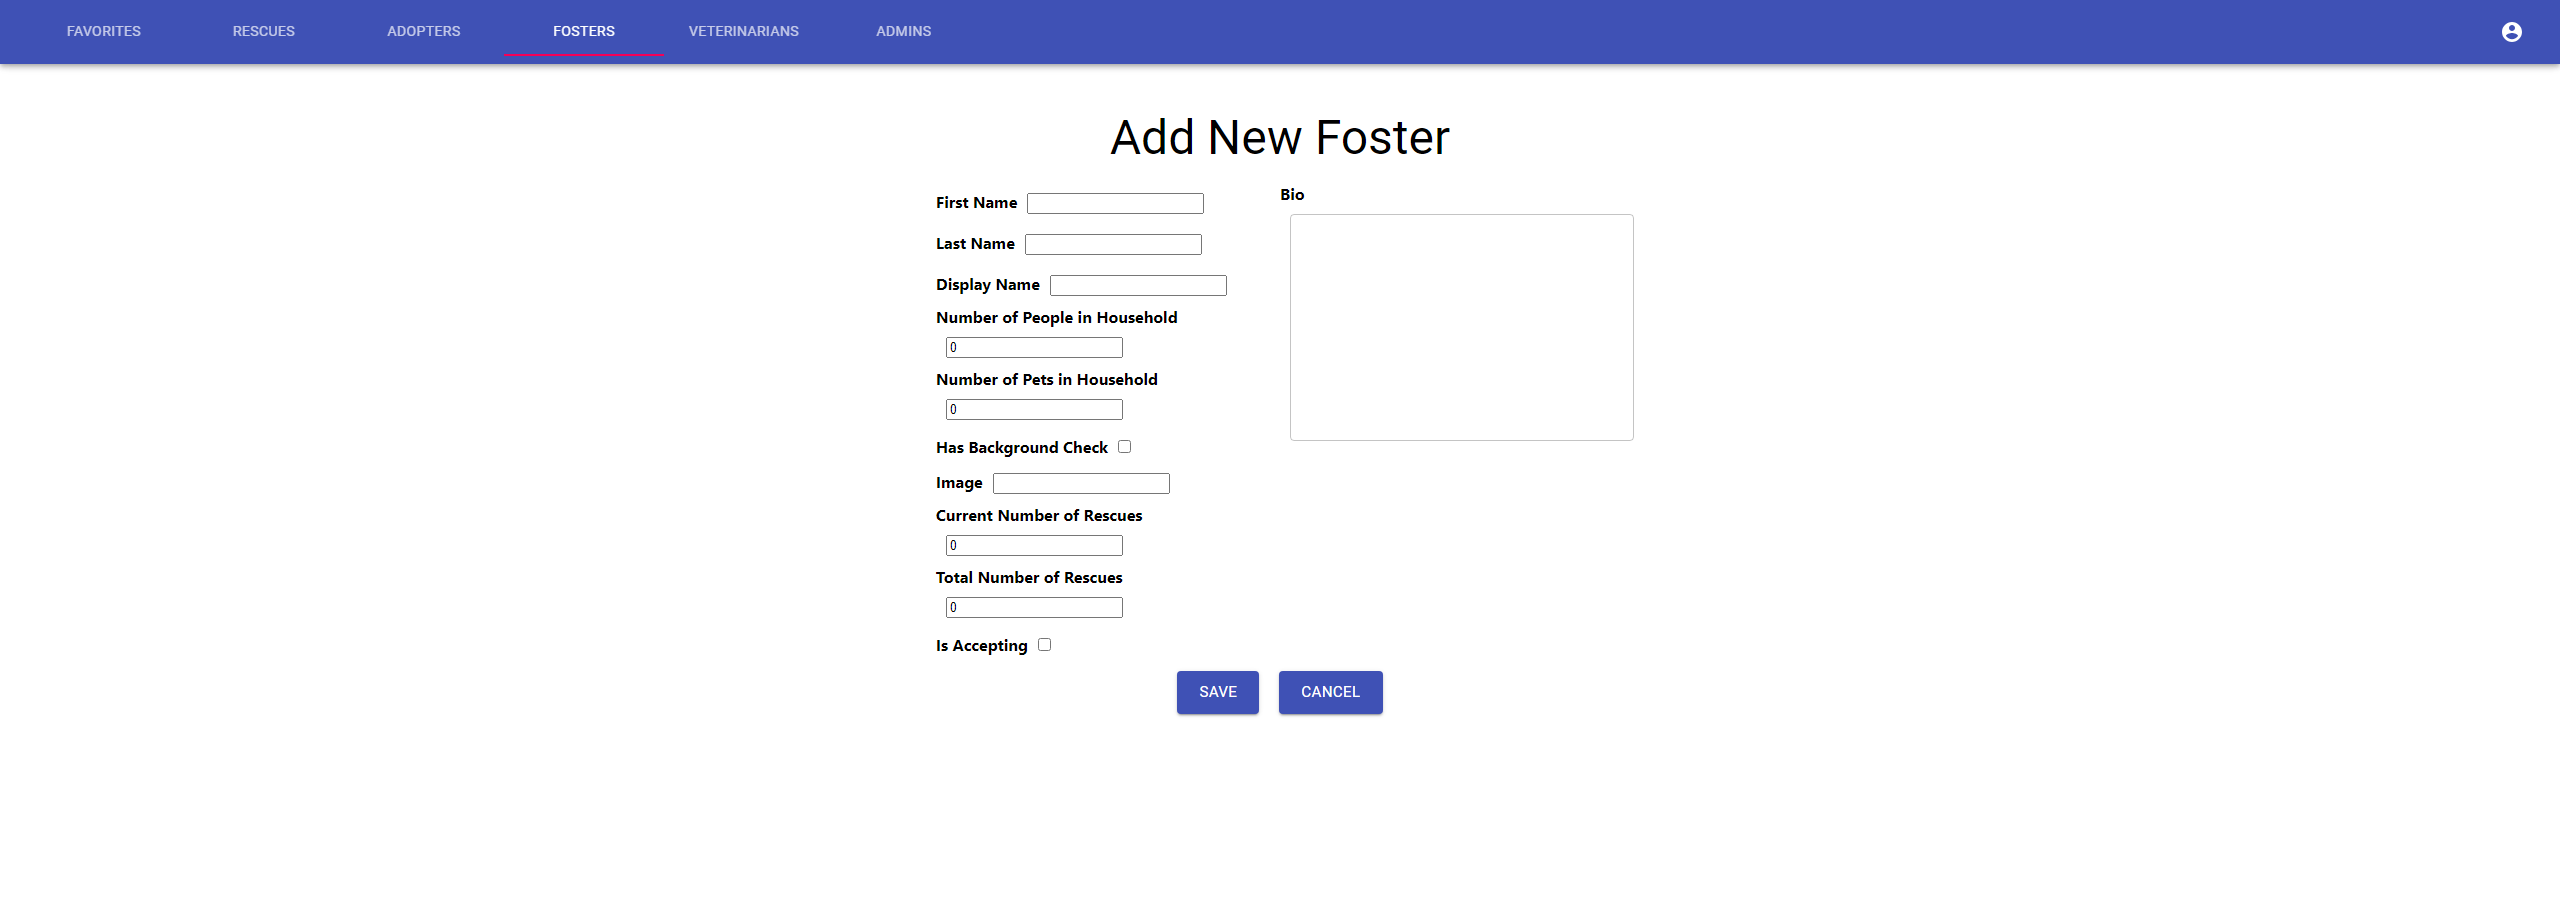 FAVORITES RESCUES ADOPTERS FOSTERS VETERINARIANS ADMINS
Add New Foster
First Name
Last Name
Display Name
Number of People in Household
0
Number of Pets in Household
0
Has Background Check
Image
Current Number of Rescues
0
Total Number of Rescues
0
Is Accepting
Bio
SAVE CANCEL